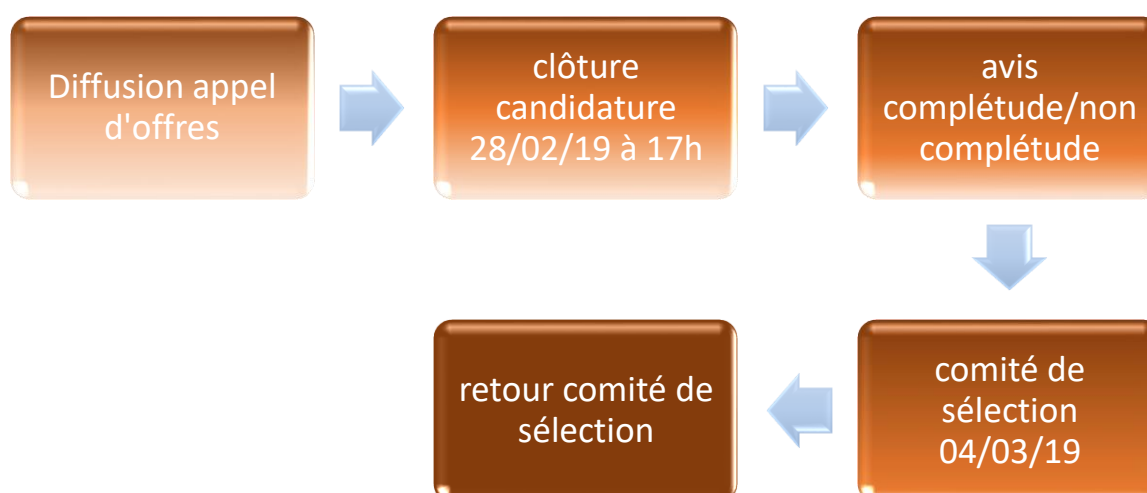 Diffusion appel
d'offres
clôture
candidature
28/02/19 à 17h
avis
complétude/non
complétude
comité de
sélection
04/03/19
retour comité de
sélection